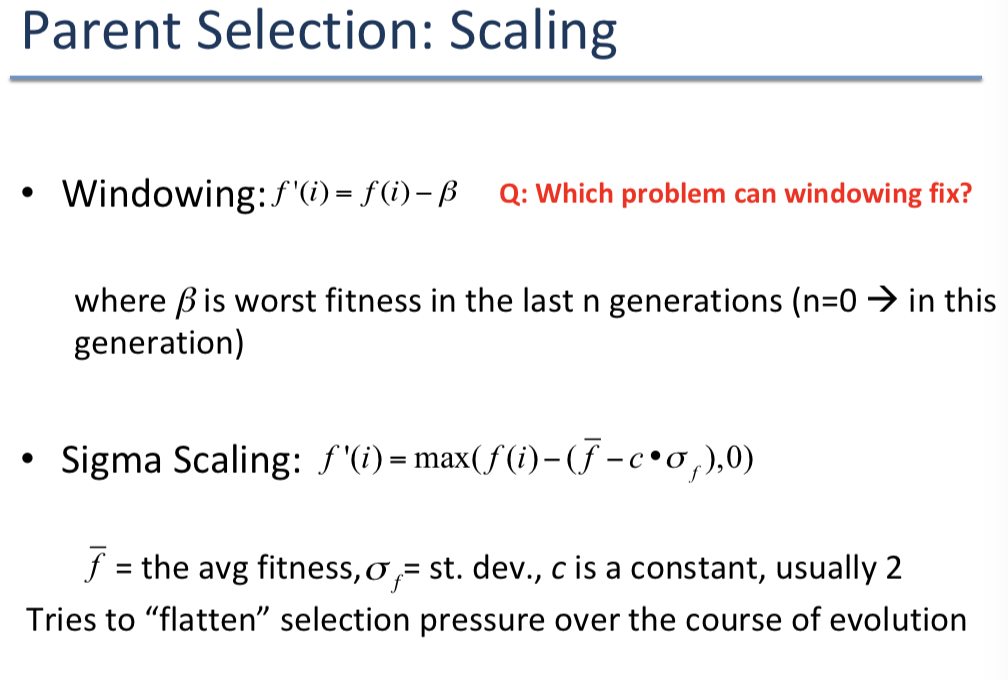 Parent Selection: Scaling
• Windowing: f '(i) = f(i) − β Q: Which problem can windowing fix?
where β is worst fitness in the last n generations (n=0 → in this
generation)
• Sigma Scaling: f '(i) = max(f(i) − (f̄ − c • σ_f ),0)
f̄ = the avg fitness, σ_f = st. dev., c is a constant, usually 2
Tries to “flatten” selection pressure over the course of evolution